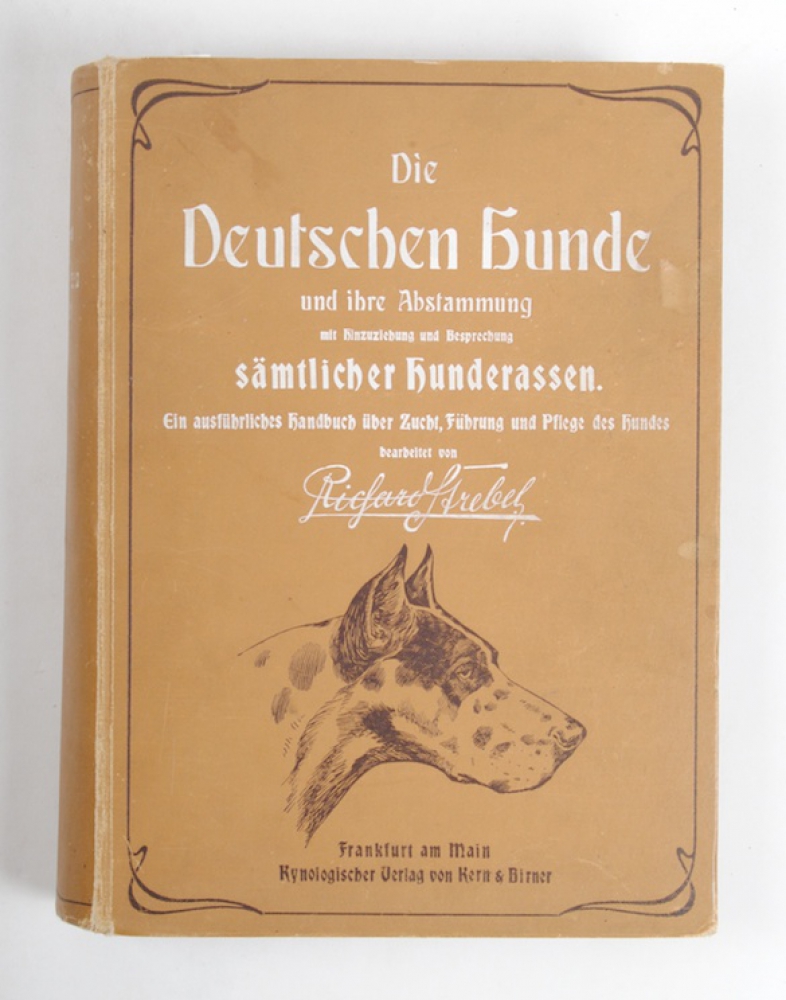 Die
Deutschen Hunde
und ihre Abstammung
mit Hinzuziehung und Besprechung
sämtlicher Hunderassen.
Ein ausführliches Handbuch über Zucht, Führung und Pflege des Hundes
bearbeitet von
Richard Strebel
Frankfurt am Main
Kynologischer Verlag von Kern & Birner